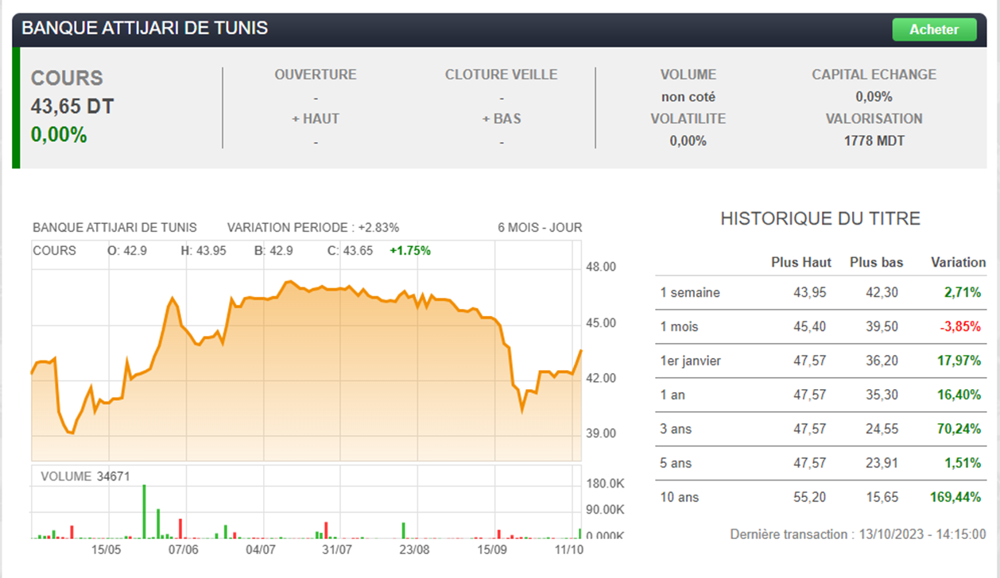 BANQUE ATTIJARI DE TUNIS
Acheter
COURS
43,65 DT
0,00%
OUVERTURE
-
+ HAUT
-
CLOTURE VEILLE
-
+ BAS
-
VOLUME
non coté
VOLATILITE
0,00%
CAPITAL ECHANGE
0,09%
VALORISATION
1778 MDT
BANQUE ATTIJARI DE TUNIS VARIATION PERIODE : +2.83% 6 MOIS - JOUR
COURS O: 42.9 H: 43.95 B: 42.9 C: 43.65 +1.75%
48.00
45.00
42.00
39.00
VOLUME 34671
180.0K
90.00K
0.000K
15/05 07/06 04/07 31/07 23/08 15/09 11/10
HISTORIQUE DU TITRE
Plus Haut Plus bas Variation
1 semaine 43,95 42,30 2,71%
1 mois 45,40 39,50 -3,85%
1er janvier 47,57 36,20 17,97%
1 an 47,57 35,30 16,40%
3 ans 47,57 24,55 70,24%
5 ans 47,57 23,91 1,51%
10 ans 55,20 15,65 169,44%
Dernière transaction : 13/10/2023 - 14:15:00